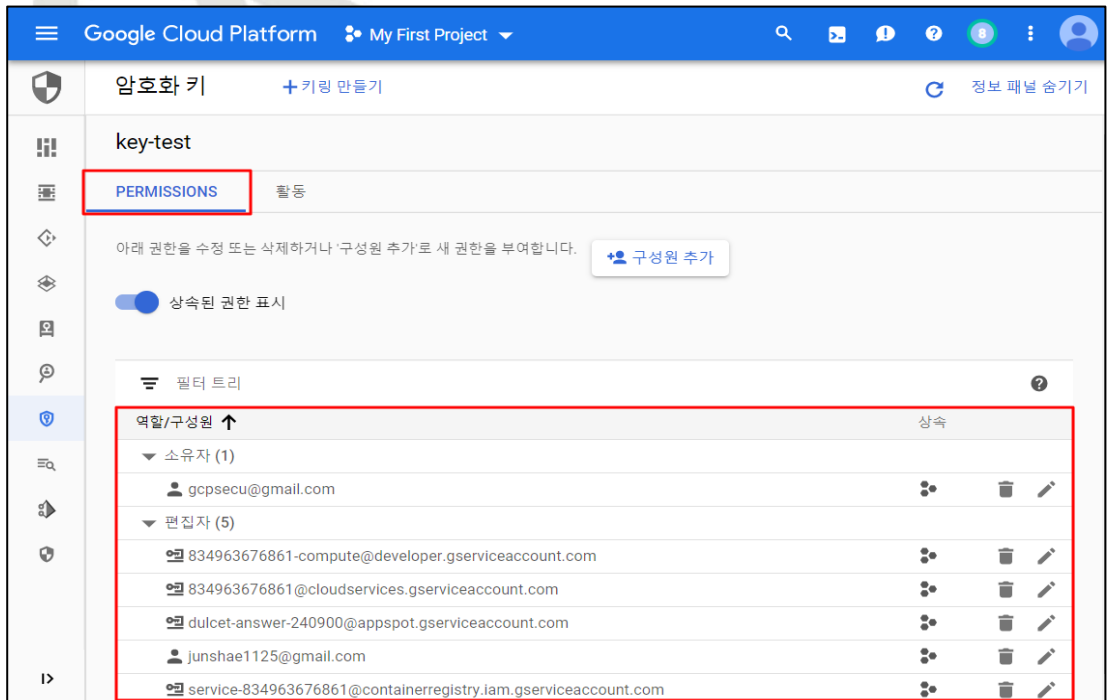 Google Cloud Platform My First Project 8
암호화 키 키링 만들기 정보 패널 숨기기
key-test
PERMISSIONS 활동
아래 권한을 수정 또는 삭제하거나 '구성원 추가'로 새 권한을 부여합니다. 구성원 추가
상속된 권한 표시
필터 트리
역할/구성원 상속
소유자 (1)
gcpsecu@gmail.com
편집자 (5)
834963676861-compute@developer.gserviceaccount.com
834963676861@cloudservices.gserviceaccount.com
dulcet-answer-240900@appspot.gserviceaccount.com
junshae1125@gmail.com
service-834963676861@containerregistry.iam.gserviceaccount.com